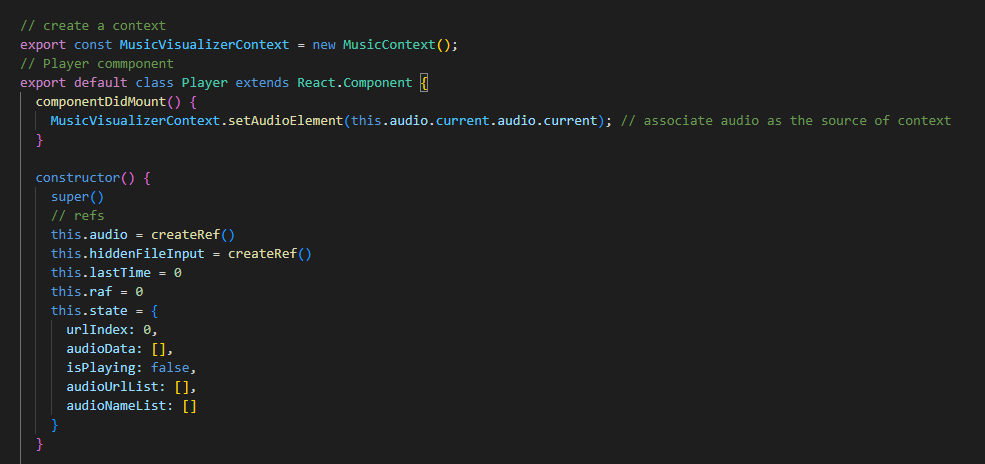 // create a context
export const MusicVisualizerContext = new MusicContext();
// Player commponent
export default class Player extends React.Component {
componentDidMount() {
MusicVisualizerContext.setAudioElement(this.audio.current.audio.current); // associate audio as the source of context
}
constructor() {
super()
// refs
this.audio = createRef()
this.hiddenFileInput = createRef()
this.lastTime = 0
this.raf = 0
this.state = {
urlIndex: 0,
audioData: [],
isPlaying: false,
audioUrlList: [],
audioNameList: []
}
}